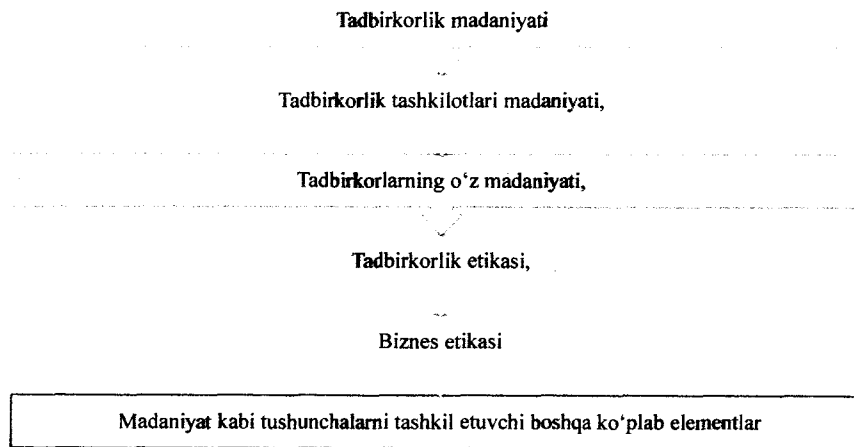 Tadbirkorlik madaniyati
Tadbirkorlik tashkilotlari madaniyati,
Tadbirkorlarning o‘z madaniyati,
Tadbirkorlik etikasi,
Biznes etikasi
Madaniyat kabi tushunchalarni tashkil etuvchi boshqa ko‘plab elementlar